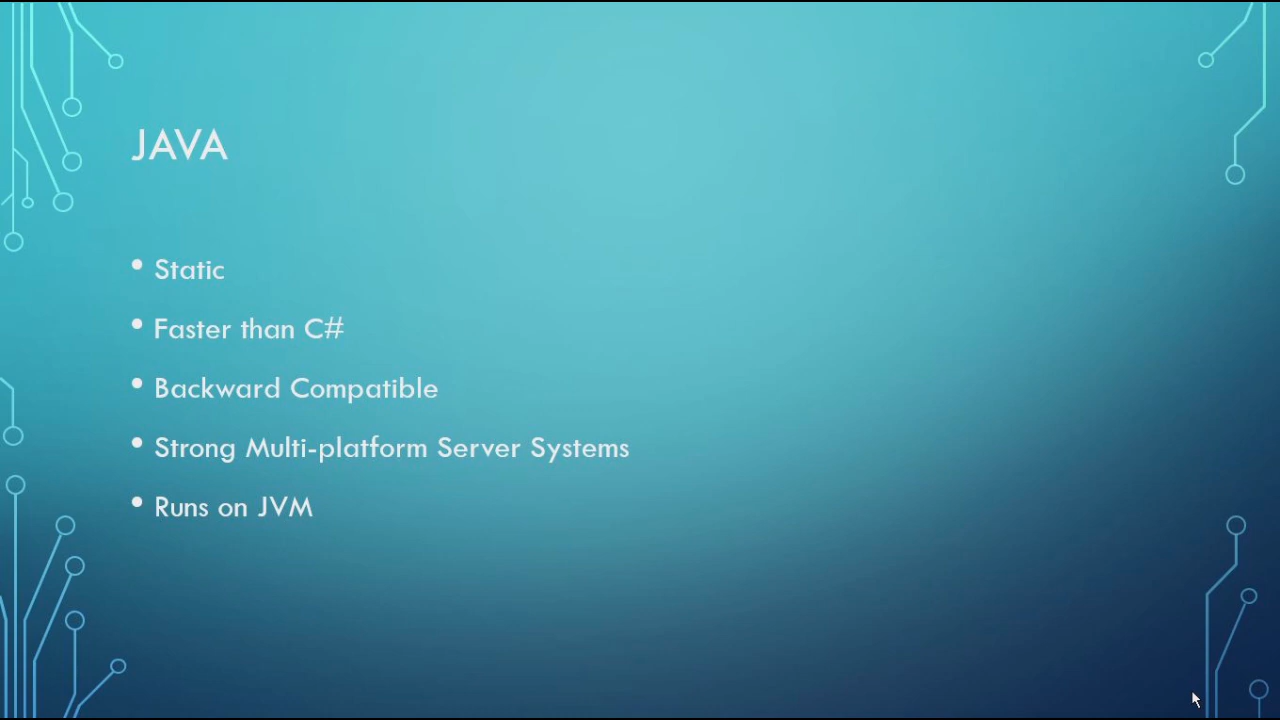 JAVA
• Static
• Faster than C#
• Backward Compatible
• Strong Multi-platform Server Systems
• Runs on JVM